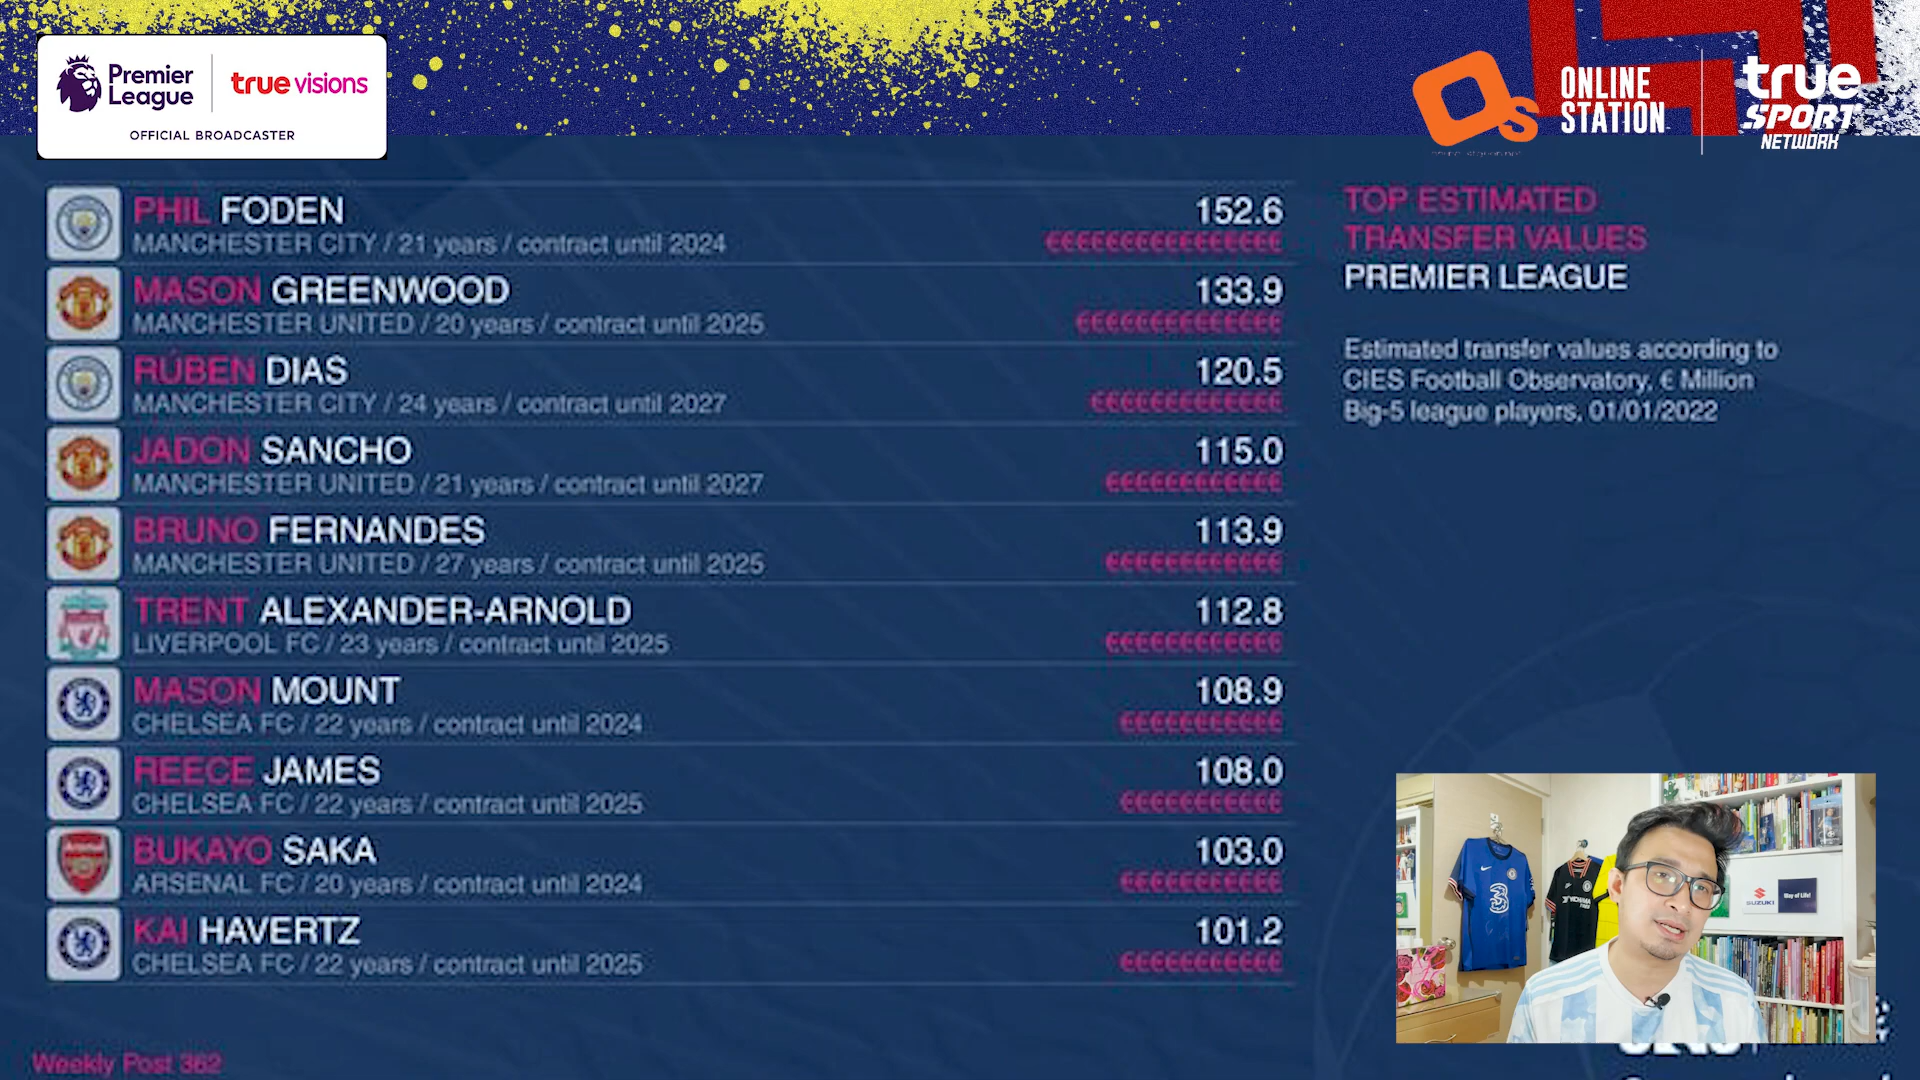 Premier League
true visions
OFFICIAL BROADCASTER
Os
ONLINE STATION
true
SPORT
NETWORK
PHIL FODEN
152.6
MANCHESTER CITY / 21 years / contract until 2024
€€€€€€€€€€€€€€€€
MASON GREENWOOD
133.9
MANCHESTER UNITED / 20 years / contract until 2025
€€€€€€€€€€€€€€
RÚBEN DIAS
120.5
MANCHESTER CITY / 24 years / contract until 2027
€€€€€€€€€€€€€
JADON SANCHO
115.0
MANCHESTER UNITED / 21 years / contract until 2027
€€€€€€€€€€€€
BRUNO FERNANDES
113.9
MANCHESTER UNITED / 27 years / contract until 2025
€€€€€€€€€€€€
TRENT ALEXANDER-ARNOLD
112.8
LIVERPOOL FC / 23 years / contract until 2025
€€€€€€€€€€€€
MASON MOUNT
108.9
CHELSEA FC / 22 years / contract until 2024
€€€€€€€€€€€
REECE JAMES
108.0
CHELSEA FC / 22 years / contract until 2025
€€€€€€€€€€€
BUKAYO SAKA
103.0
ARSENAL FC / 20 years / contract until 2024
€€€€€€€€€€€
KAI HAVERTZ
101.2
CHELSEA FC / 22 years / contract until 2025
€€€€€€€€€€€
TOP ESTIMATED
TRANSFER VALUES
PREMIER LEAGUE
Estimated transfer values according to
CIES Football Observatory, € Million
Big-5 league players, 01/01/2022
Arsenal
3
SUZUKI
Way of Life!
Weekly Post 362